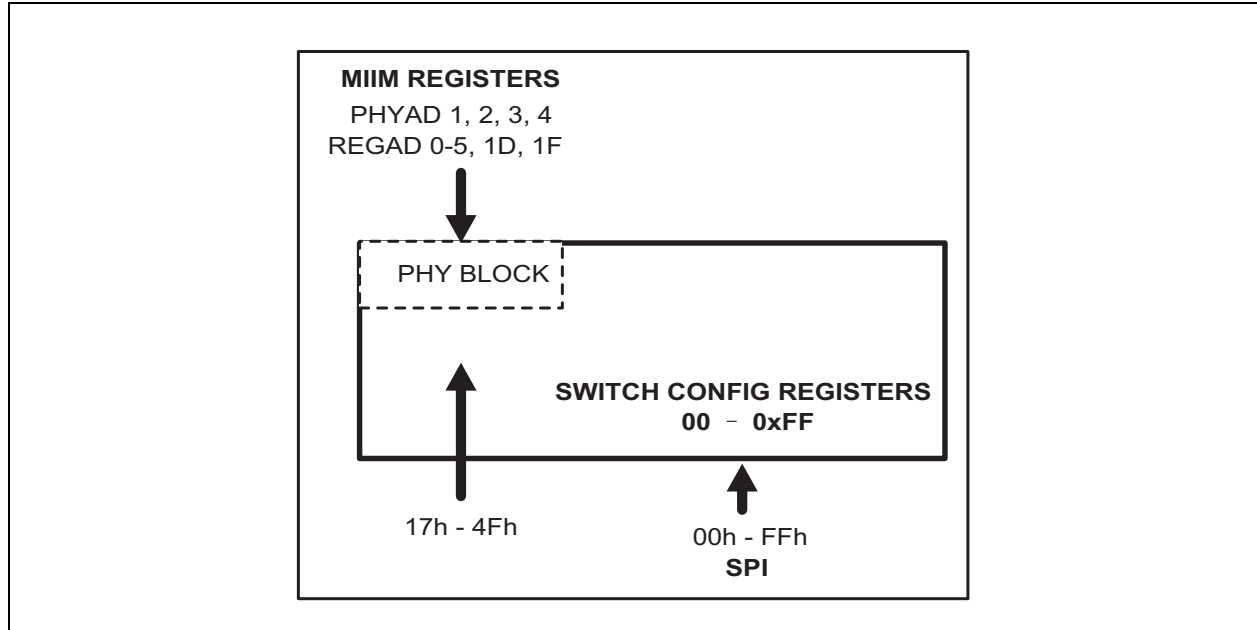 MIIM REGISTERS
PHYAD 1, 2, 3, 4
REGAD 0-5, 1D, 1F
PHY BLOCK
SWITCH CONFIG REGISTERS
00 – 0xFF
17h - 4Fh
00h - FFh
SPI